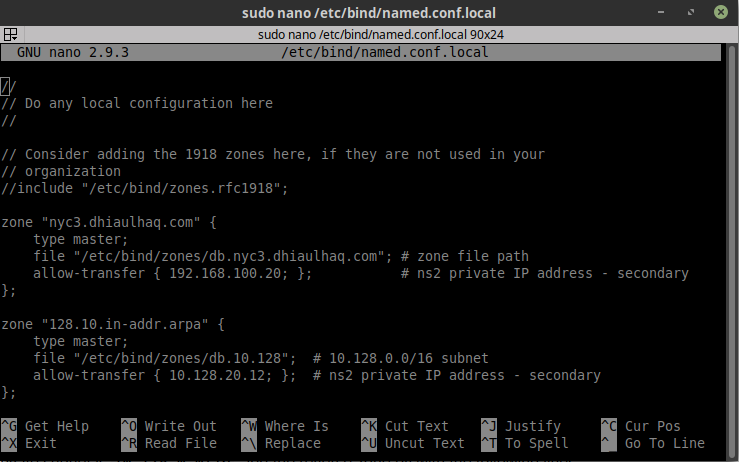 sudo nano /etc/bind/named.conf.local
sudo nano /etc/bind/named.conf.local 90x24
GNU nano 2.9.3 /etc/bind/named.conf.local
//
// Do any local configuration here
//
// Consider adding the 1918 zones here, if they are not used in your
// organization
//include "/etc/bind/zones.rfc1918";
zone "nyc3.dhiaulhaq.com" {
    type master;
    file "/etc/bind/zones/db.nyc3.dhiaulhaq.com"; # zone file path
    allow-transfer { 192.168.100.20; };           # ns2 private IP address - secondary
};
zone "128.10.in-addr.arpa" {
    type master;
    file "/etc/bind/zones/db.10.128";  # 10.128.0.0/16 subnet
    allow-transfer { 10.128.20.12; };  # ns2 private IP address - secondary
};
^G Get Help ^O Write Out ^W Where Is ^K Cut Text ^J Justify ^C Cur Pos
^X Exit ^R Read File ^\ Replace ^U Uncut Text ^T To Spell ^_ Go To Line